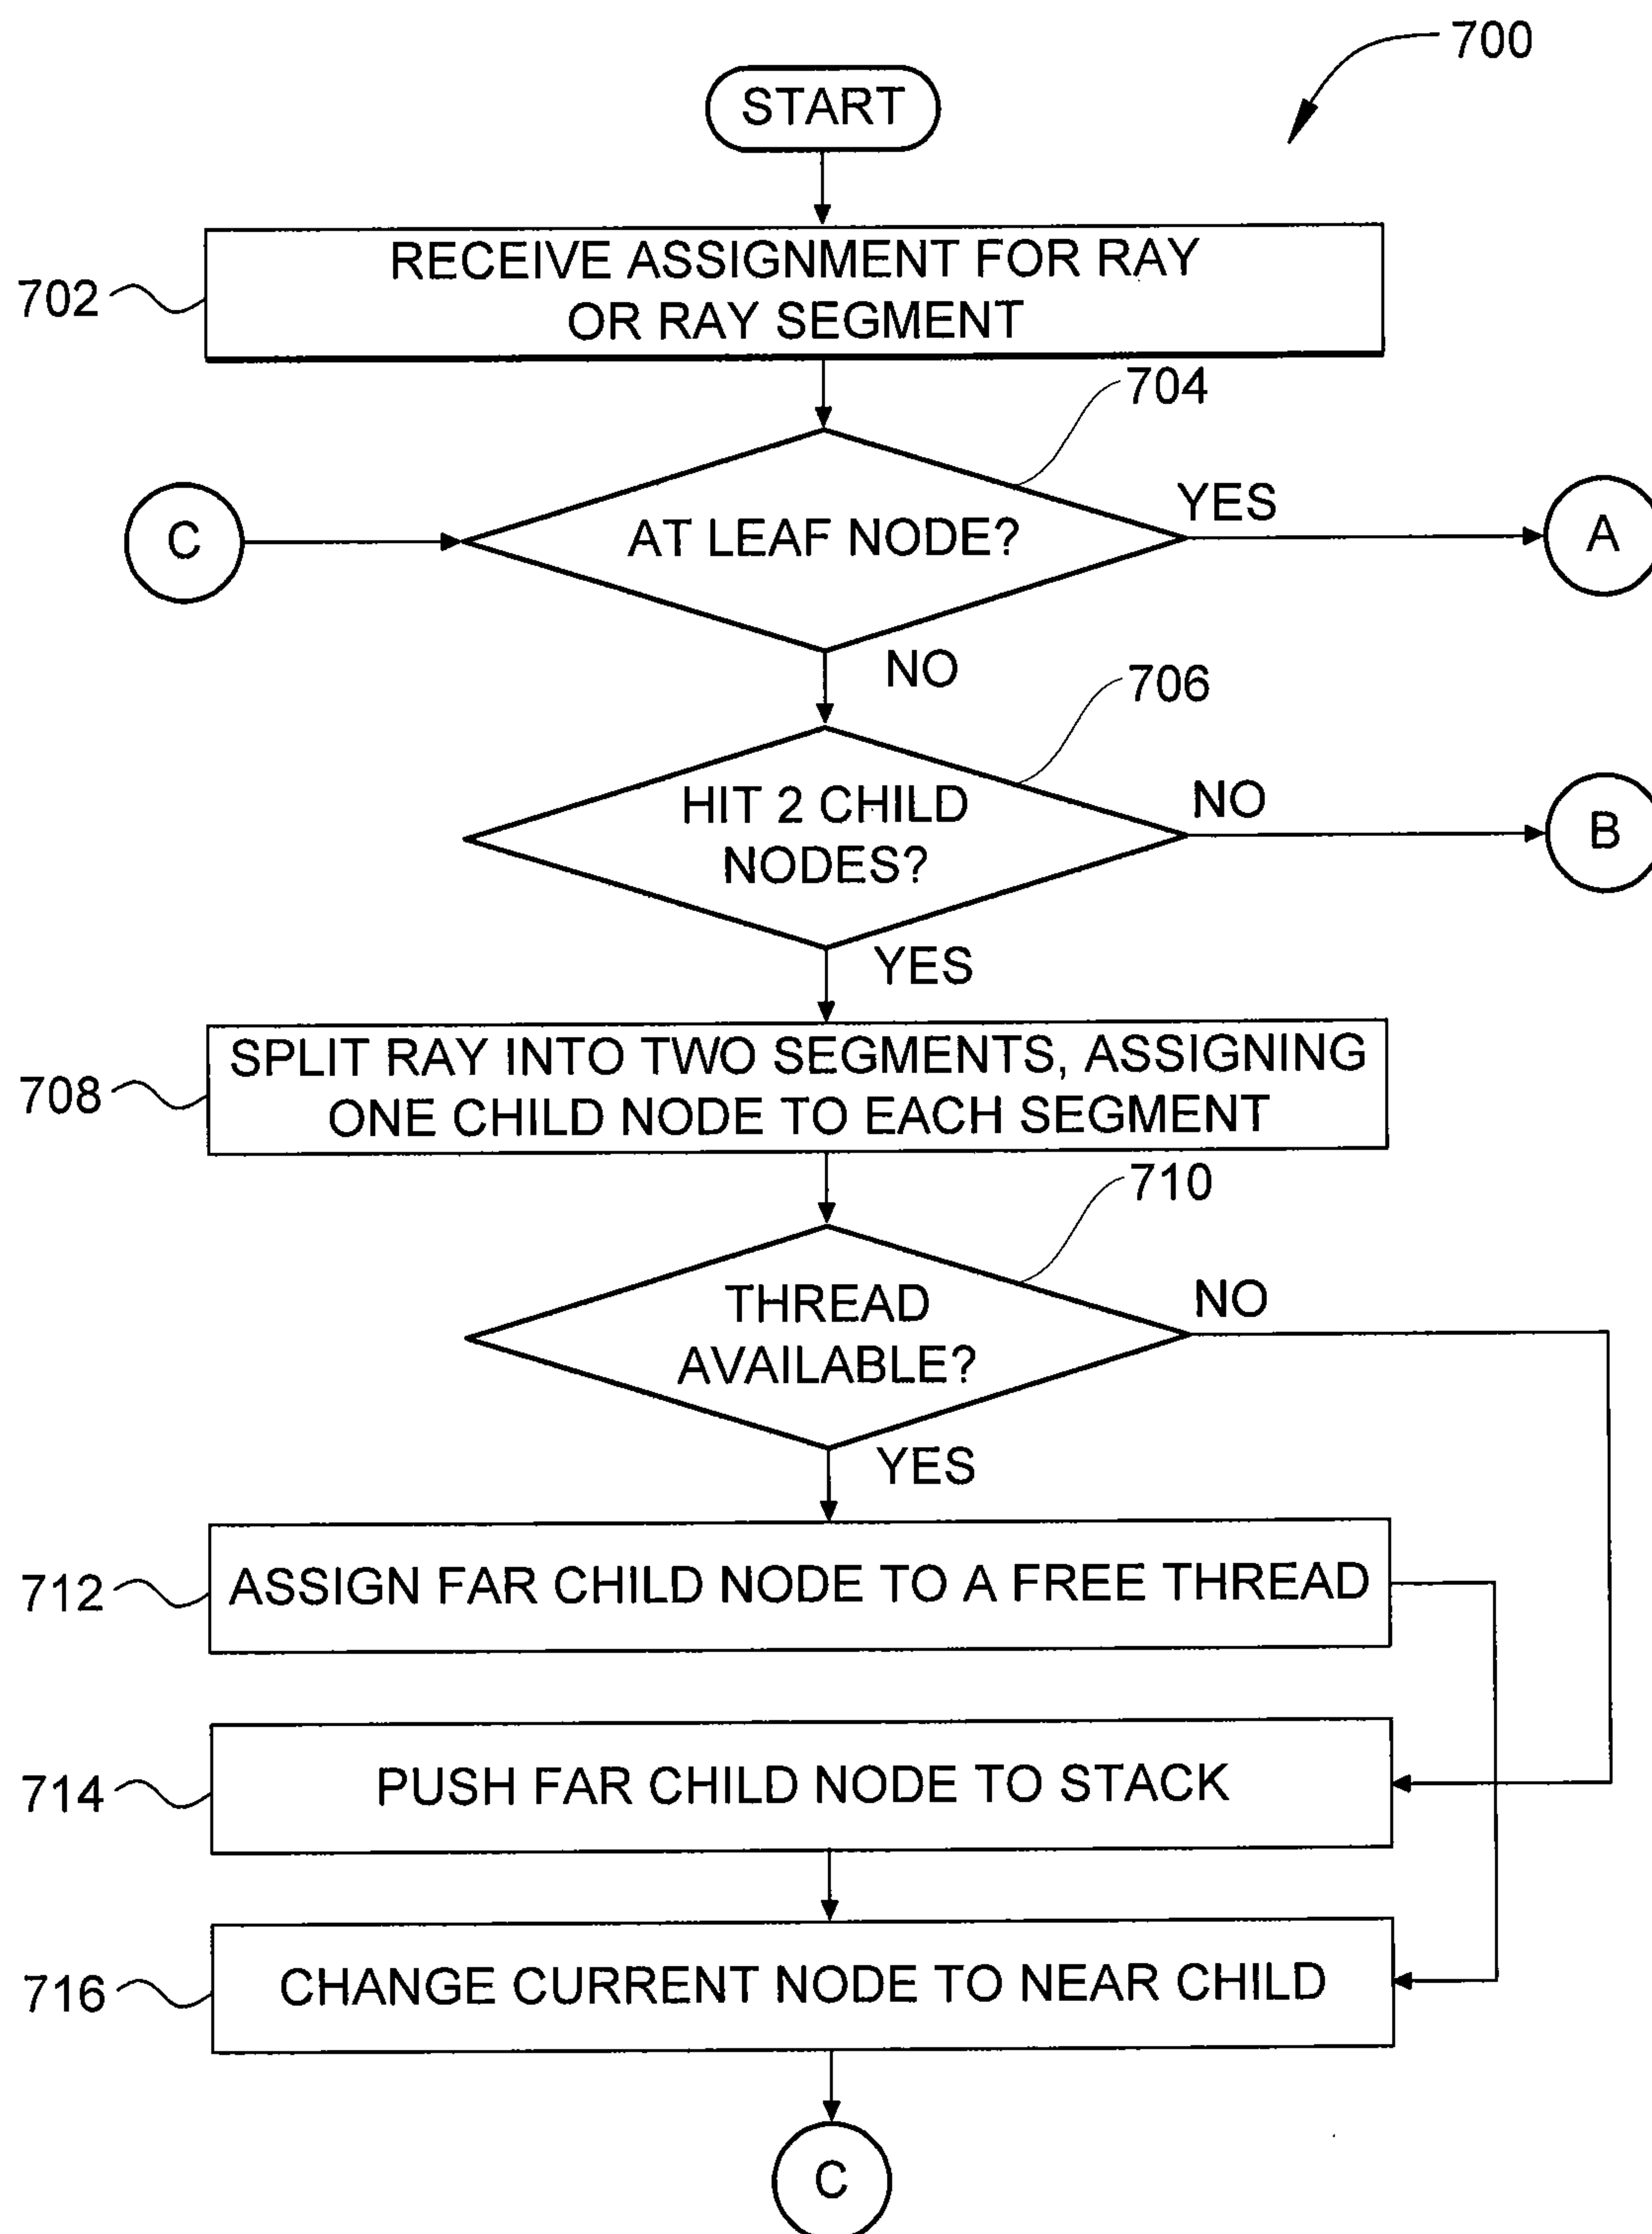 700
START
702
RECEIVE ASSIGNMENT FOR RAY
OR RAY SEGMENT
704
C
AT LEAF NODE?
YES
A
NO
706
HIT 2 CHILD
NODES?
NO
B
YES
708
SPLIT RAY INTO TWO SEGMENTS, ASSIGNING
ONE CHILD NODE TO EACH SEGMENT
710
THREAD
AVAILABLE?
NO
YES
712
ASSIGN FAR CHILD NODE TO A FREE THREAD
714
PUSH FAR CHILD NODE TO STACK
716
CHANGE CURRENT NODE TO NEAR CHILD
C